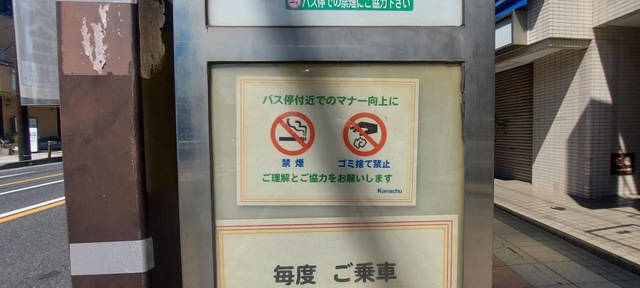 バス停での禁煙にご協力下さい
バス停付近でのマナー向上に
禁煙 ゴミ捨て禁止
ご理解とご協力をお願いします
Kanachu
毎度 ご乗車